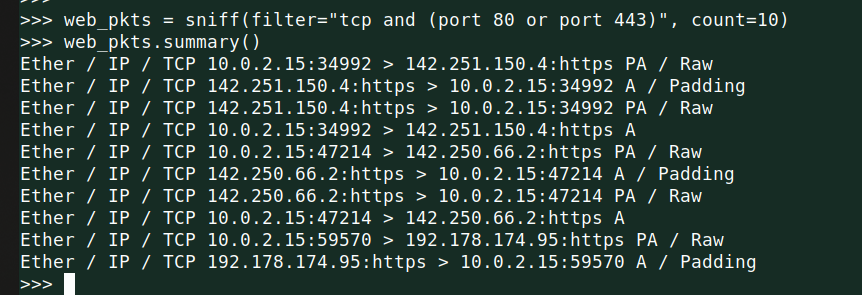 >>> web_pkts = sniff(filter="tcp and (port 80 or port 443)", count=10)
>>> web_pkts.summary()
Ether / IP / TCP 10.0.2.15:34992 > 142.251.150.4:https PA / Raw
Ether / IP / TCP 142.251.150.4:https > 10.0.2.15:34992 A / Padding
Ether / IP / TCP 142.251.150.4:https > 10.0.2.15:34992 PA / Raw
Ether / IP / TCP 10.0.2.15:34992 > 142.251.150.4:https A
Ether / IP / TCP 10.0.2.15:47214 > 142.250.66.2:https PA / Raw
Ether / IP / TCP 142.250.66.2:https > 10.0.2.15:47214 A / Padding
Ether / IP / TCP 142.250.66.2:https > 10.0.2.15:47214 PA / Raw
Ether / IP / TCP 10.0.2.15:47214 > 142.250.66.2:https A
Ether / IP / TCP 10.0.2.15:59570 > 192.178.174.95:https PA / Raw
Ether / IP / TCP 192.178.174.95:https > 10.0.2.15:59570 A / Padding
>>>